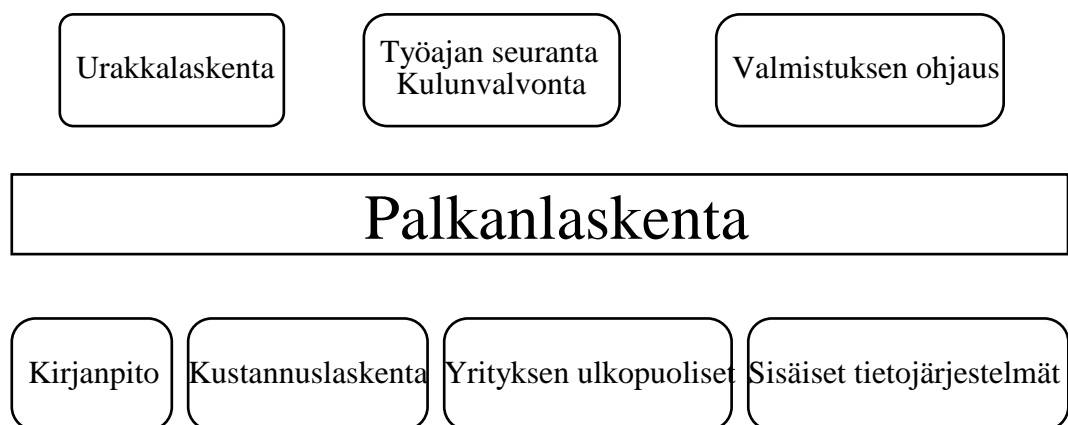 Urakkalaskenta
Työajan seuranta
Kulunvalvonta
Valmistuksen ohjaus
Palkanlaskenta
Kirjanpito
Kustannuslaskenta
Yrityksen ulkopuoliset
Sisäiset tietojärjestelmät